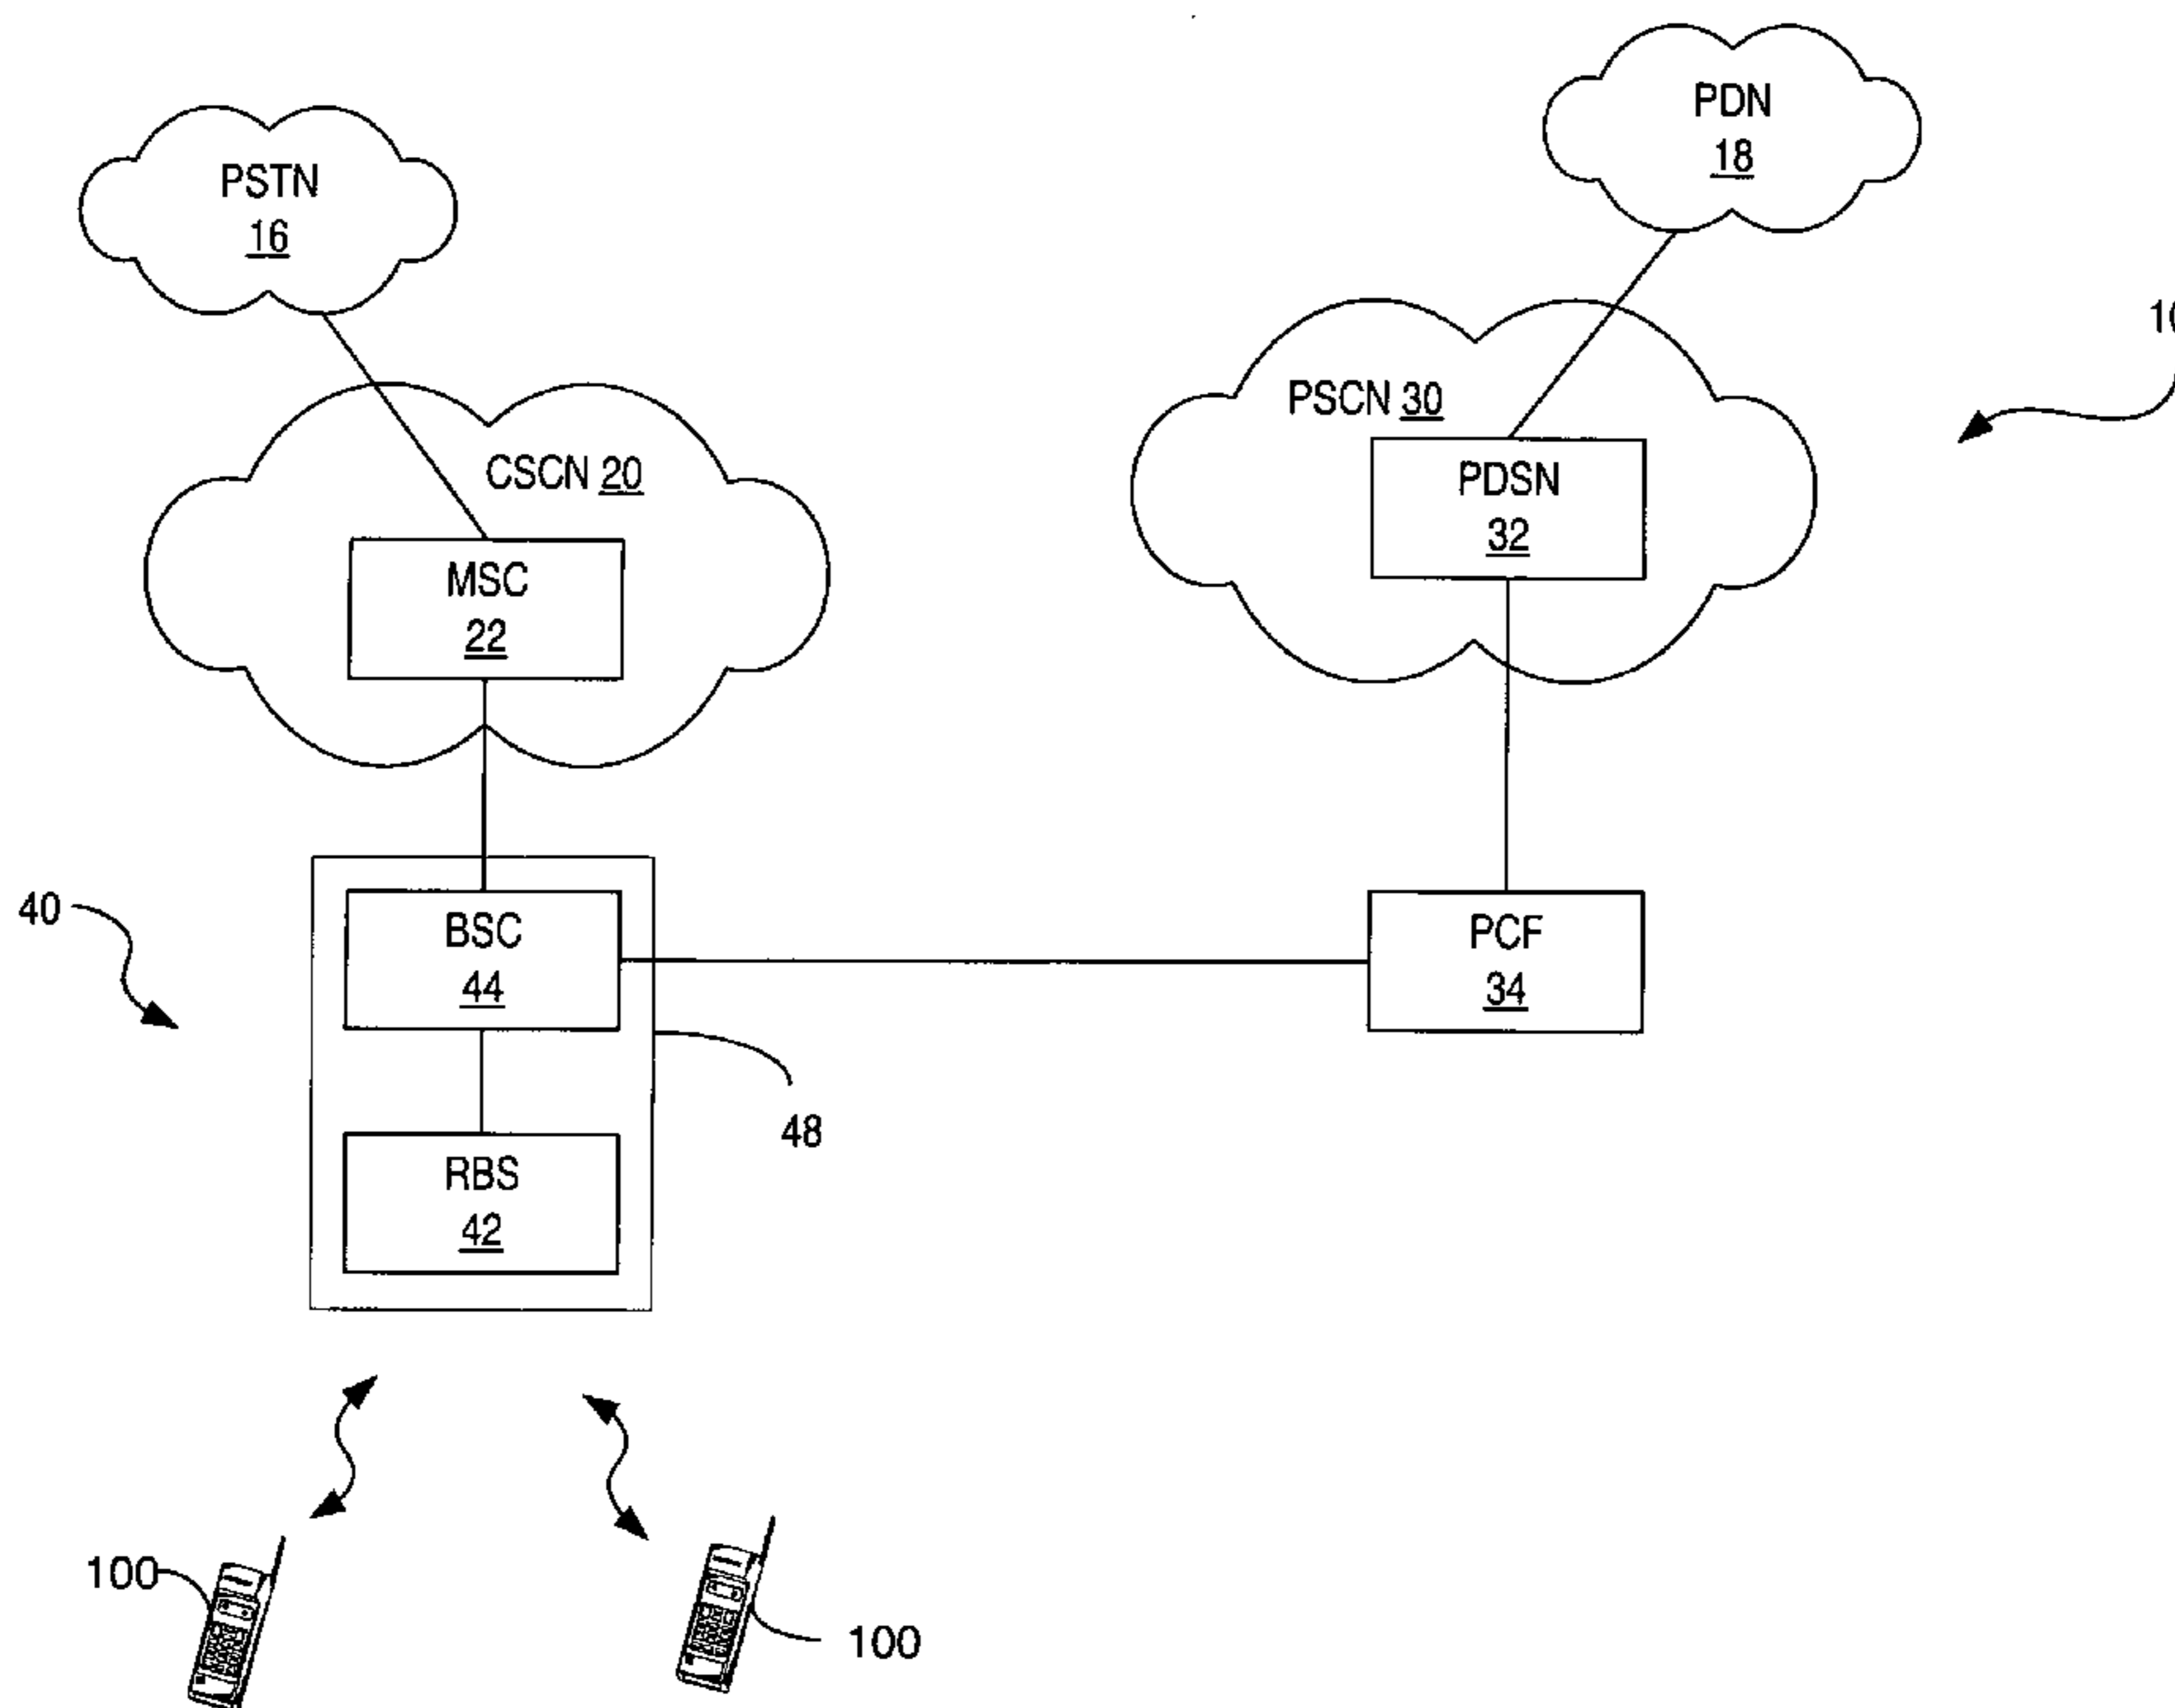 PDN
18
PSTN
16
PSCN 30
CSCN 20
PDSN
32
MSC
22
40
BSC
44
PCF
34
48
RBS
42
100
100